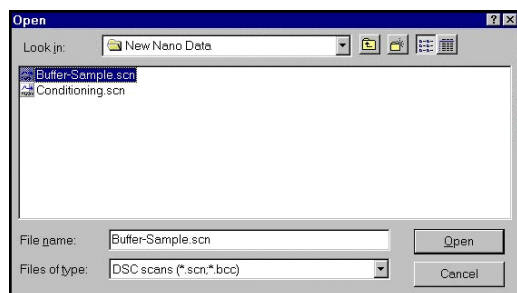 Open
Look in: New Nano Data
Buffer-Sample.scn
Conditioning.scn
File name: Buffer-Sample.scn Open
Files of type: DSC scans (*.scn;*.bcc) Cancel